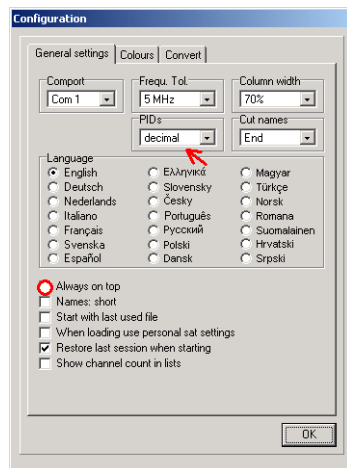 Configuration
General settings Colours Convert
Comport Frequ. Tol. Column width
Com 1 5 MHz 70%
PIDs Cut names
decimal End
Language
English Ελληνικά Magyar
Deutsch Slovensky Türkçe
Nederlands Česky Norsk
Italiano Português Romana
Français Русский Suomalainen
Svenska Polski Hrvatski
Español Dansk Srpski
Always on top
Names: short
Start with last used file
When loading use personal sat settings
Restore last session when starting
Show channel count in lists
OK